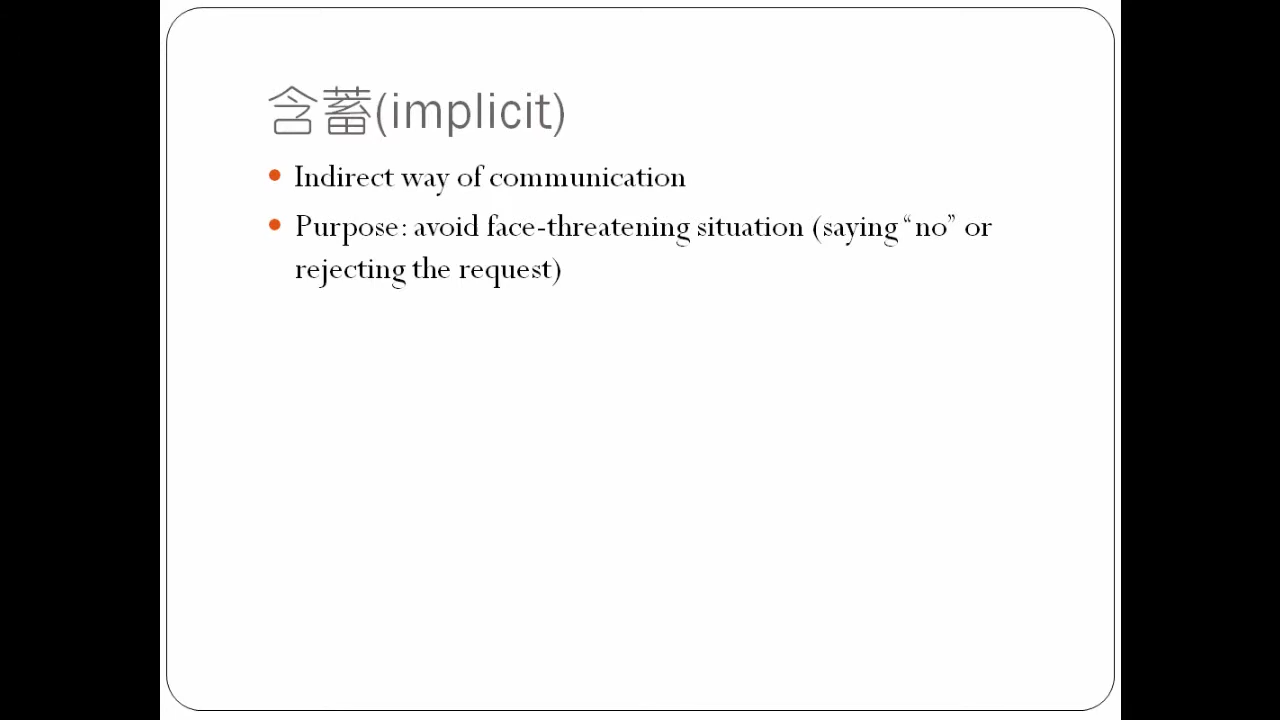 含蓄(implicit)
Indirect way of communication
Purpose: avoid face-threatening situation (saying “no” or
rejecting the request)